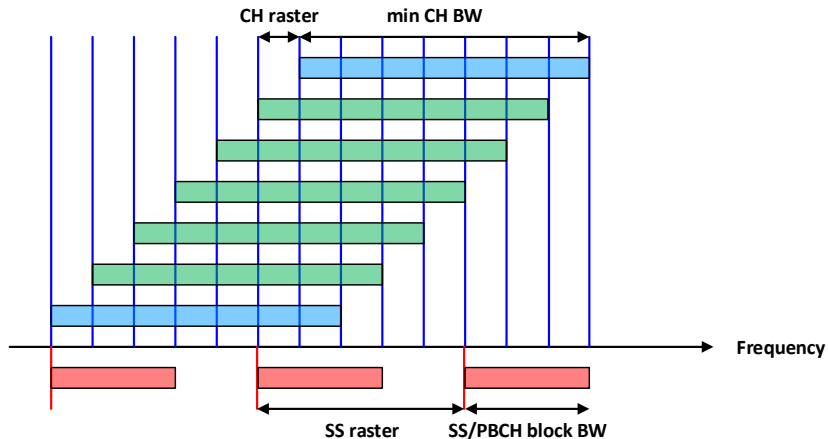 CH raster
min CH BW
Frequency
SS raster
SS/PBCH block BW